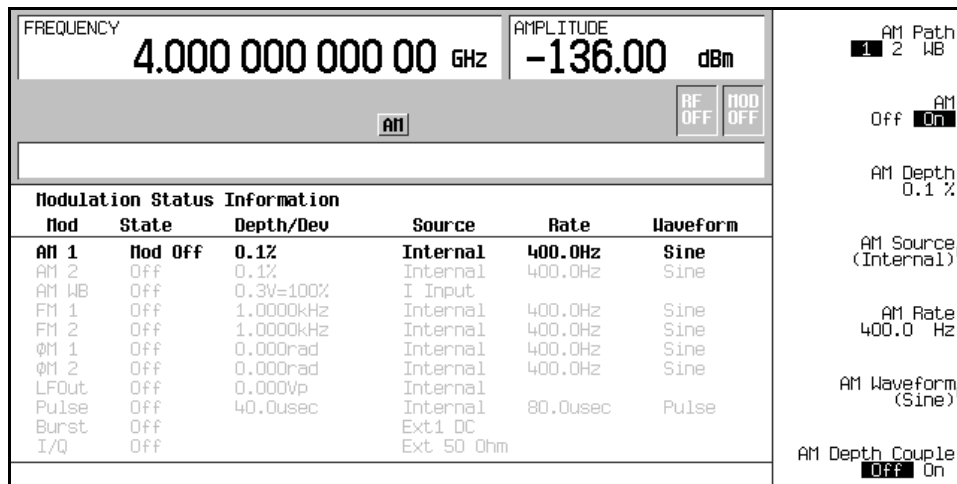 FREQUENCY
4.000 000 000 00 GHz
AMPLITUDE
-136.00 dBm
AM
RF OFF
MOD OFF
Modulation Status Information
Mod State Depth/Dev Source Rate Waveform
AM 1 Mod Off 0.1% Internal 400.0Hz Sine
AM 2 Off 0.1% Internal 400.0Hz Sine
AM WB Off 0.3V=100% I Input
FM 1 Off 1.0000kHz Internal 400.0Hz Sine
FM 2 Off 1.0000kHz Internal 400.0Hz Sine
ΦM 1 Off 0.000rad Internal 400.0Hz Sine
ΦM 2 Off 0.000rad Internal 400.0Hz Sine
LFOut Off 0.000Vp Internal
Pulse Off 40.0usec Internal 80.0usec Pulse
Burst Off Ext1 DC
I/Q Off Ext 50 Ohm
AM Path
1 2 WB
AM
Off On
AM Depth
0.1 %
AM Source
(Internal)
AM Rate
400.0 Hz
AM Waveform
(Sine)
AM Depth Couple
Off On